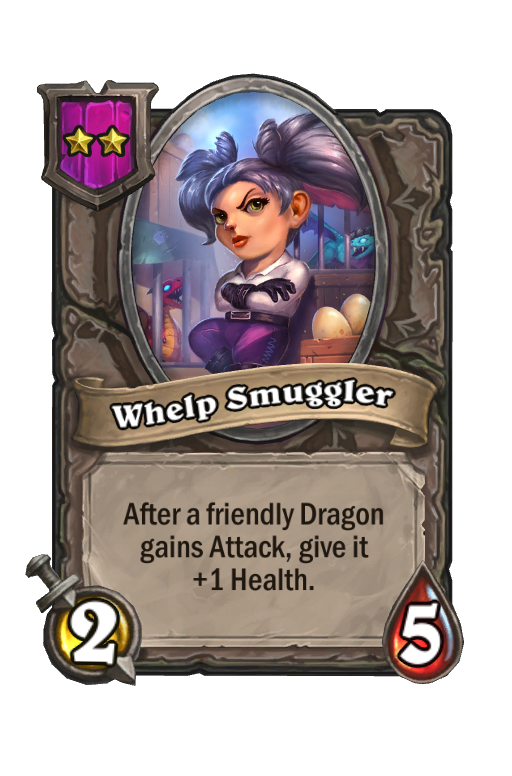 Whelp Smuggler
After a friendly Dragon
gains Attack, give it
+1 Health.
2
5